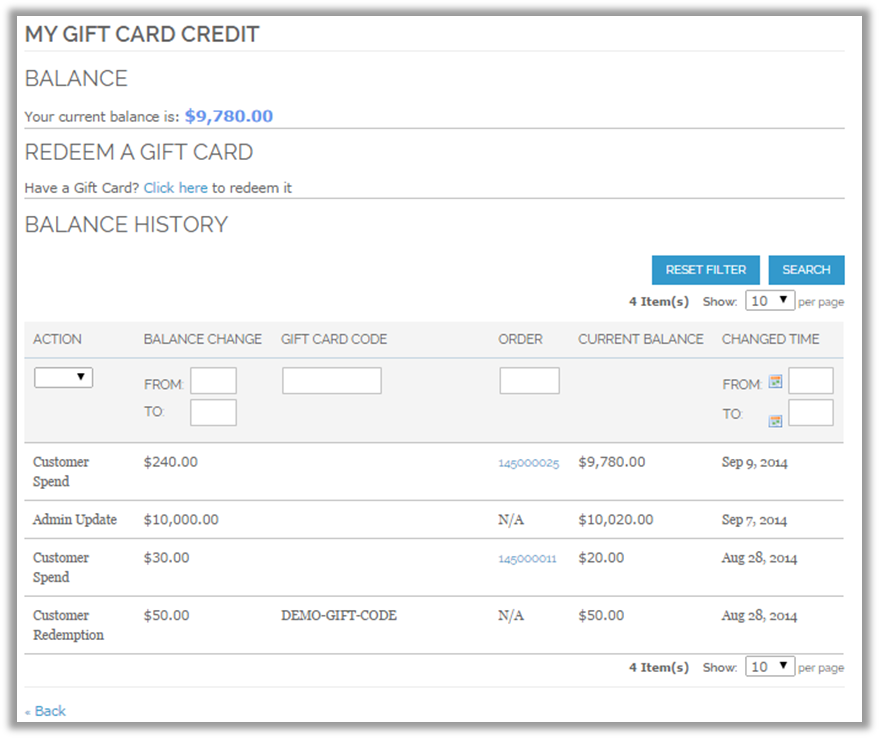 MY GIFT CARD CREDIT
BALANCE
Your current balance is: $9,780.00
REDEEM A GIFT CARD
Have a Gift Card? Click here to redeem it
BALANCE HISTORY
RESET FILTER SEARCH
4 Item(s) Show: 10 per page
ACTION BALANCE CHANGE GIFT CARD CODE ORDER CURRENT BALANCE CHANGED TIME
FROM: FROM:
TO: TO:
Customer $240.00 145000025 $9,780.00 Sep 9, 2014
Spend
Admin Update $10,000.00 N/A $10,020.00 Sep 7, 2014
Customer $30.00 145000011 $20.00 Aug 28, 2014
Spend
Customer $50.00 DEMO-GIFT-CODE N/A $50.00 Aug 28, 2014
Redemption
4 Item(s) Show: 10 per page
« Back